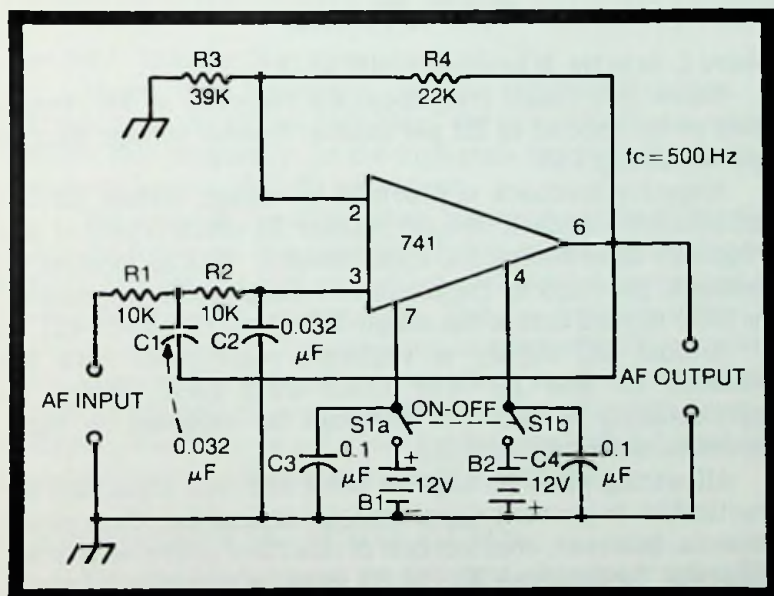 R3
39K
R4
22K
fc = 500 Hz
2
741
6
3
4
7
R1
10K
R2
10K
C1
C2
0.032
µF
AF INPUT
0.032
µF
AF OUTPUT
ON-OFF
S1a
S1b
C3
0.1
µF
+
12V
B1
−
−
B2
12V
+
C4
0.1
µF